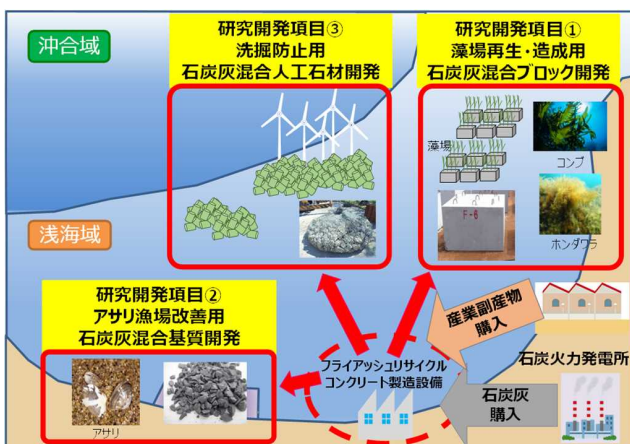 沖合域
研究開発項目③
洗掘防止用
石炭灰混合人工石材開発
研究開発項目①
藻場再生・造成用
石炭灰混合ブロック開発
藻場
コンブ
F-6
ホンダワラ
浅海域
研究開発項目②
アサリ漁場改善用
石炭灰混合基質開発
アサリ
産業副産物
購入
フライアッシュリサイクル
コンクリート製造設備
石炭火力発電所
石炭灰
購入